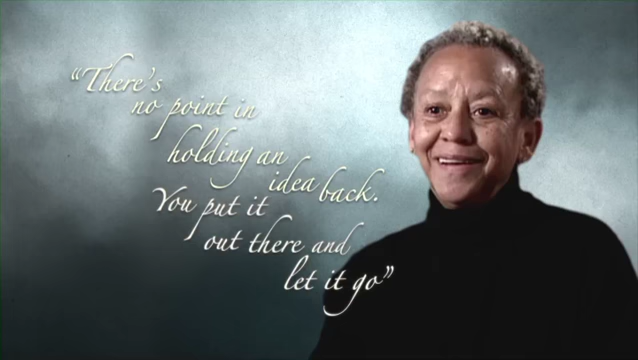 “There's
no point in
holding an
idea back.
You put it
out there and
let it go”